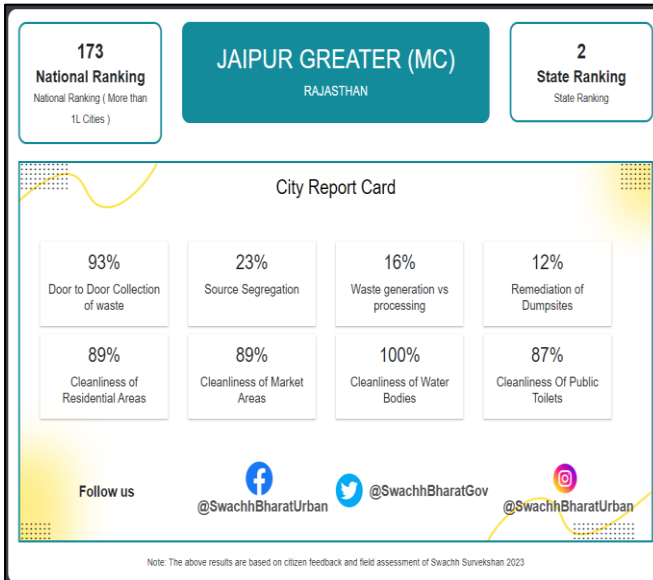 173
National Ranking
National Ranking ( More than
1L Cities )
JAIPUR GREATER (MC)
RAJASTHAN
2
State Ranking
State Ranking
City Report Card
93%
Door to Door Collection
of waste
23%
Source Segregation
16%
Waste generation vs
processing
12%
Remediation of
Dumpsites
89%
Cleanliness of
Residential Areas
89%
Cleanliness of Market
Areas
100%
Cleanliness of Water
Bodies
87%
Cleanliness Of Public
Toilets
Follow us
@SwachhBharatUrban
@SwachhBharatGov
@SwachhBharatUrban
Note: The above results are based on citizen feedback and field assessment of Swachh Survekshan 2023